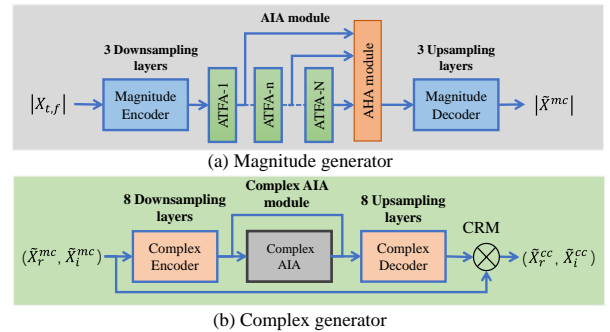 AIA module
3 Downsampling
layers
3 Upsampling
layers
|X_{t,f}|
Magnitude
Encoder
ATFA-1
ATFA-n
ATFA-N
AHA module
Magnitude
Decoder
|X̃^{mc}|
(a) Magnitude generator
8 Downsampling
layers
Complex AIA
module
8 Upsampling
layers
CRM
(X̃_r^{mc}, X̃_i^{mc})
Complex
Encoder
Complex
AIA
Complex
Decoder
(X̃_r^{cc}, X̃_i^{cc})
(b) Complex generator